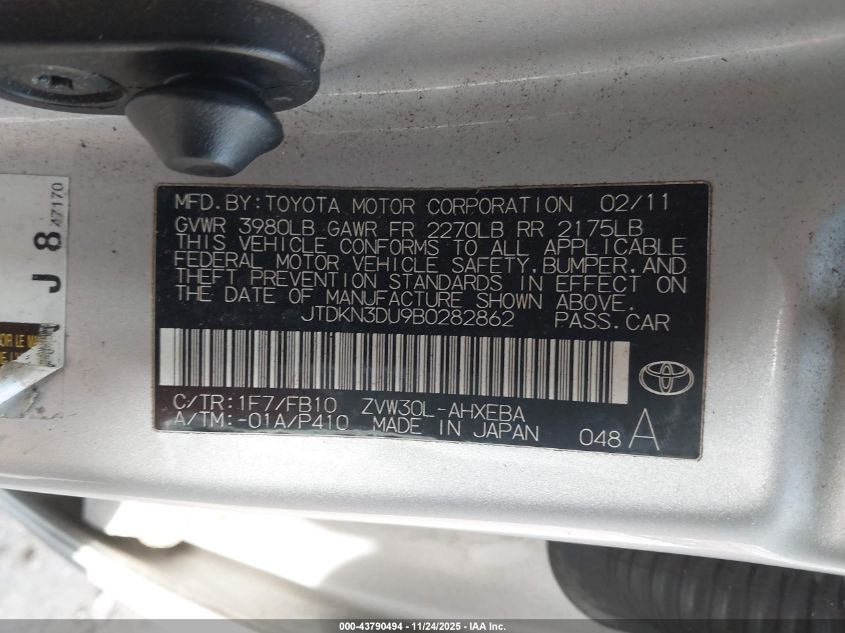 MFD. BY: TOYOTA MOTOR CORPORATION 02/11
GVWR 3980LB GAWR FR 2270LB RR 2175LB
THIS VEHICLE CONFORMS TO ALL APPLICABLE
FEDERAL MOTOR VEHICLE SAFETY, BUMPER, AND
THEFT PREVENTION STANDARDS IN EFFECT ON
THE DATE OF MANUFACTURE SHOWN ABOVE.
JTDKN3DU9B0282862 PASS. CAR
C/TR: 1F7/FB10 ZVW30L-AHXEBA
A/TM: -01A/P410 MADE IN JAPAN 048 A
J 8
47170
000-43790494 - 11/24/2025 - IAA Inc.